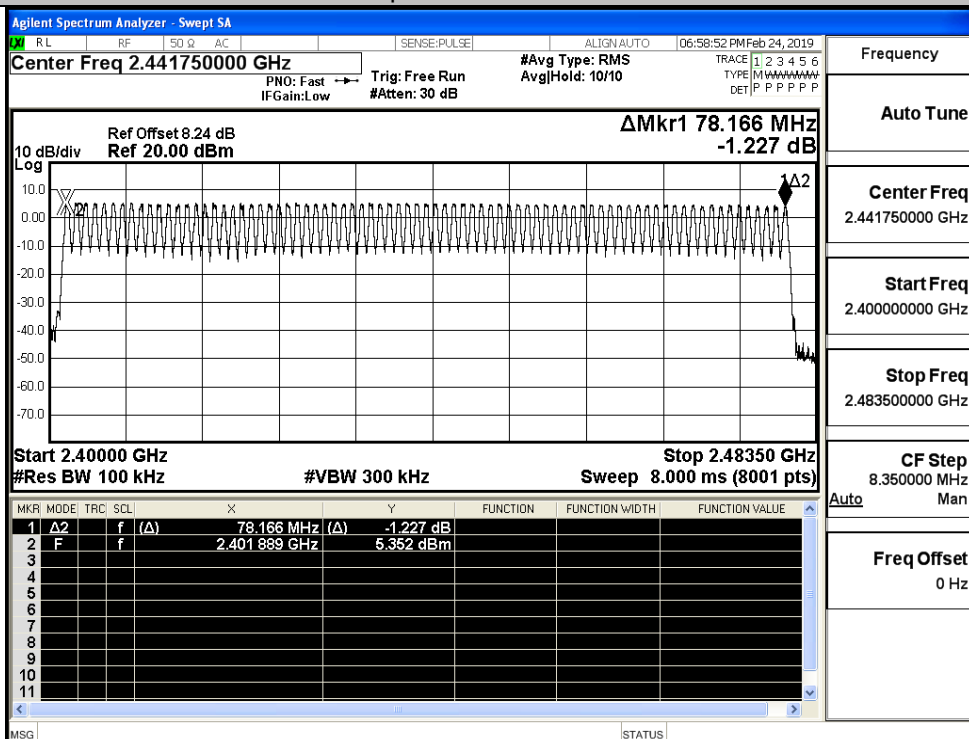 Agilent Spectrum Analyzer - Swept SA
LXI RL RF 50 Ω AC SENSE:PULSE ALIGN AUTO 06:58:52 PM Feb 24, 2019
Center Freq 2.441750000 GHz
PNO: Fast
IFGain:Low
Trig: Free Run
#Atten: 30 dB
#Avg Type: RMS
Avg|Hold: 10/10
TRACE 1 2 3 4 5 6
TYPE M WWWWW
DET P P P P P P
Ref Offset 8.24 dB
10 dB/div Ref 20.00 dBm
Log
ΔMkr1 78.166 MHz
-1.227 dB
10.0
0.00
-10.0
-20.0
-30.0
-40.0
-50.0
-60.0
-70.0
2
1Δ2
Start 2.40000 GHz Stop 2.48350 GHz
#Res BW 100 kHz #VBW 300 kHz Sweep 8.000 ms (8001 pts)
MKR MODE TRC SCL X Y FUNCTION FUNCTION WIDTH FUNCTION VALUE
1 Δ2 f (Δ) 78.166 MHz (Δ) -1.227 dB
2 F f 2.401 889 GHz 5.352 dBm
3
4
5
6
7
8
9
10
11
MSG STATUS
Frequency
Auto Tune
Center Freq
2.441750000 GHz
Start Freq
2.400000000 GHz
Stop Freq
2.483500000 GHz
CF Step
8.350000 MHz
Auto Man
Freq Offset
0 Hz